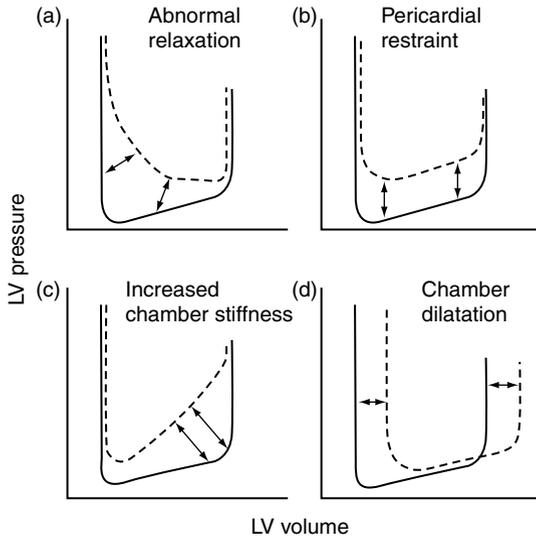 (a) Abnormal
relaxation
(b) Pericardial
restraint
LV pressure
(c) Increased
chamber stiffness
(d) Chamber
dilatation
LV volume